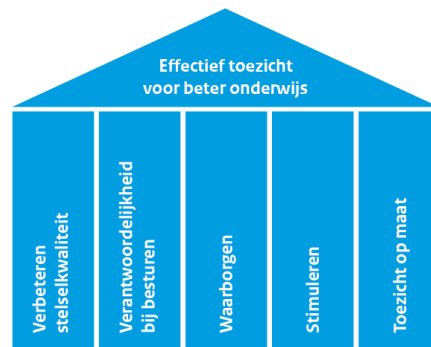 Effectief toezicht
voor beter onderwijs
Verbeteren
stelselkwaliteit
Verantwoordelijkheid
bij besturen
Waarborgen
Stimuleren
Toezicht op maat